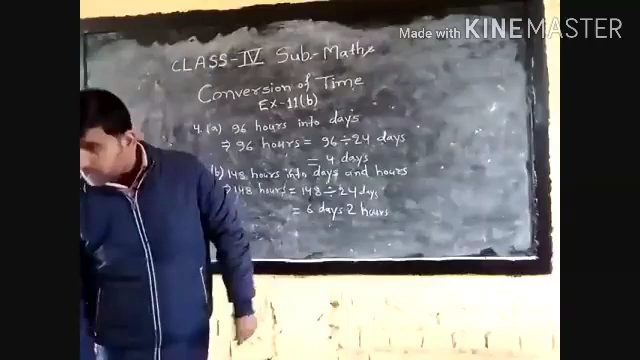 Made with KINEMASTER
CLASS-IV Sub-Maths
Conversion of Time
Ex-11(b)
4. (a) 96 hours into days
⇒ 96 hours = 96 ÷ 24 days
= 4 days
(b) 148 hours into days and hours
⇒ 148 hours = 148 ÷ 24 days
= 6 days 2 hours